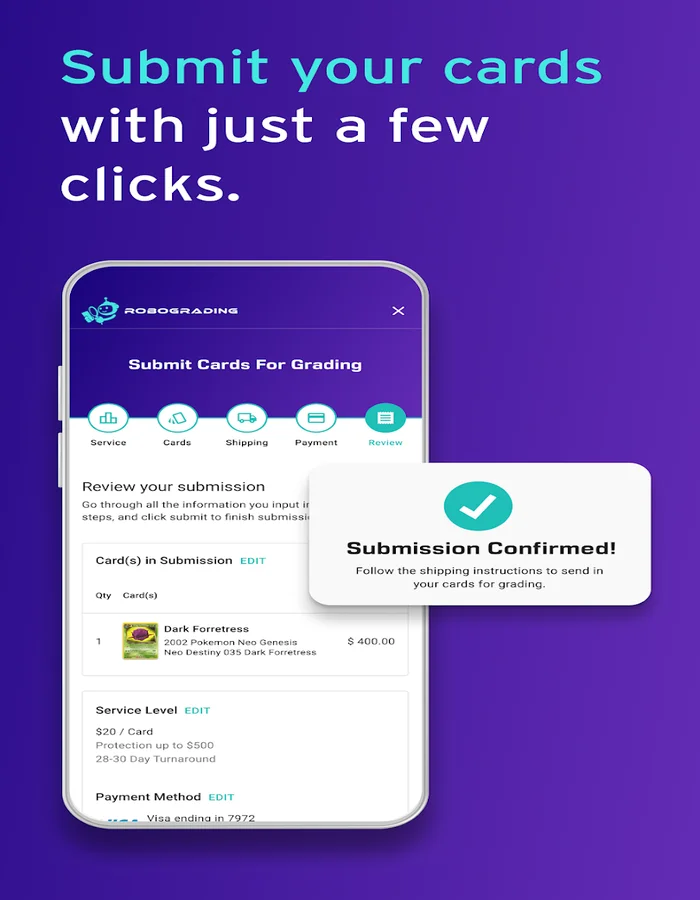 Submit your cards
with just a few
clicks.
ROBOGRADING
Submit Cards For Grading
Service
Cards
Shipping
Payment
Review
Review your submission
Go through all the information you input
steps, and click submit to finish
Submission Confirmed!
Follow the shipping instructions to send in
your cards for grading.
Card(s) in Submission EDIT
Qty Card(s)
1
Dark Forretress
2002 Pokemon Neo Genesis
Neo Destiny 035 Dark Forretress
$ 400.00
Service Level EDIT
$20 / Card
Protection up to $500
28-30 Day Turnaround
Payment Method EDIT
Visa ending in 7972